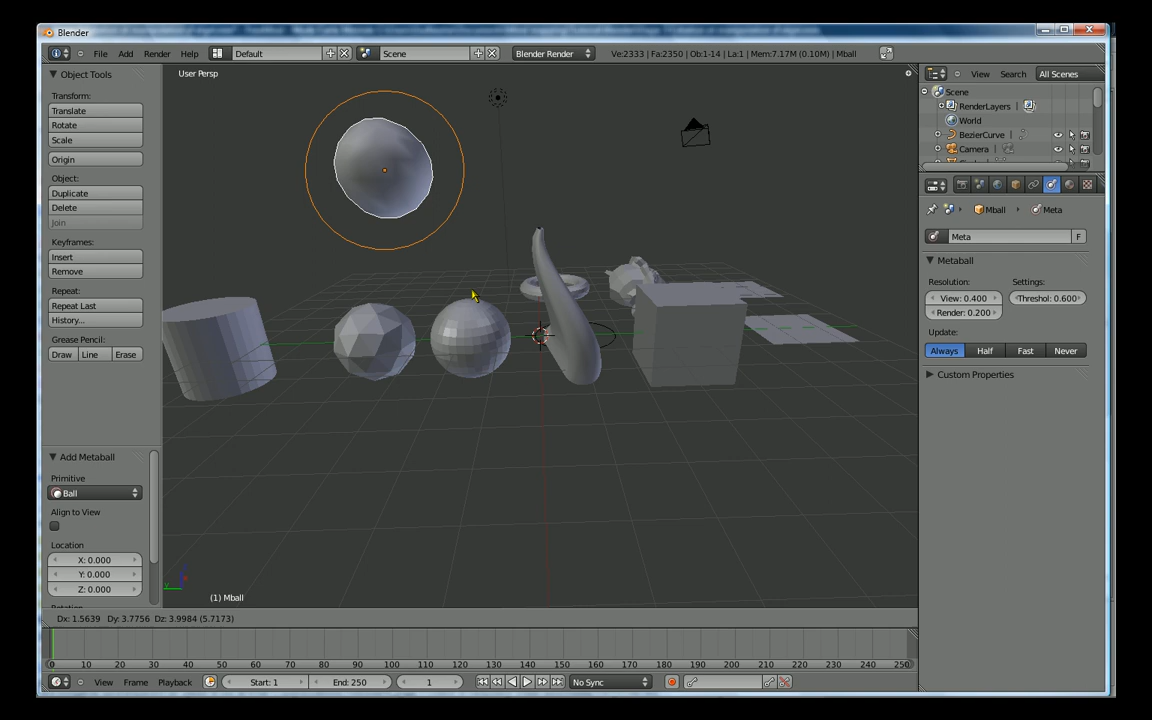 Blender
File Add Render Help Default Scene Blender Render Ve:2333 | Fa:2350 | Ob:1-14 | La:1 | Mem:7.17M (0.10M) | Mball
Object Tools
User Persp
View Search All Scenes
Scene
RenderLayers
World
BezierCurve
Camera
Transform:
Translate
Rotate
Scale
Origin
Object:
Duplicate
Delete
Join
Keyframes:
Insert
Remove
Repeat:
Repeat Last
History...
Grease Pencil:
Draw Line Erase
Mball Meta
Meta F
Metaball
Resolution: Settings:
View: 0.400 Threshol: 0.600
Render: 0.200
Update:
Always Half Fast Never
Custom Properties
Add Metaball
Primitive
Ball
Align to View
Location
X: 0.000
Y: 0.000
Z: 0.000
(1) Mball
Dx: 1.5639 Dy: 3.7756 Dz: 3.9984 (5.7173)
0 10 20 30 40 50 60 70 80 90 100 110 120 130 140 150 160 170 180 190 200 210 220 230 240 250
View Frame Playback Start: 1 End: 250 1 No Sync